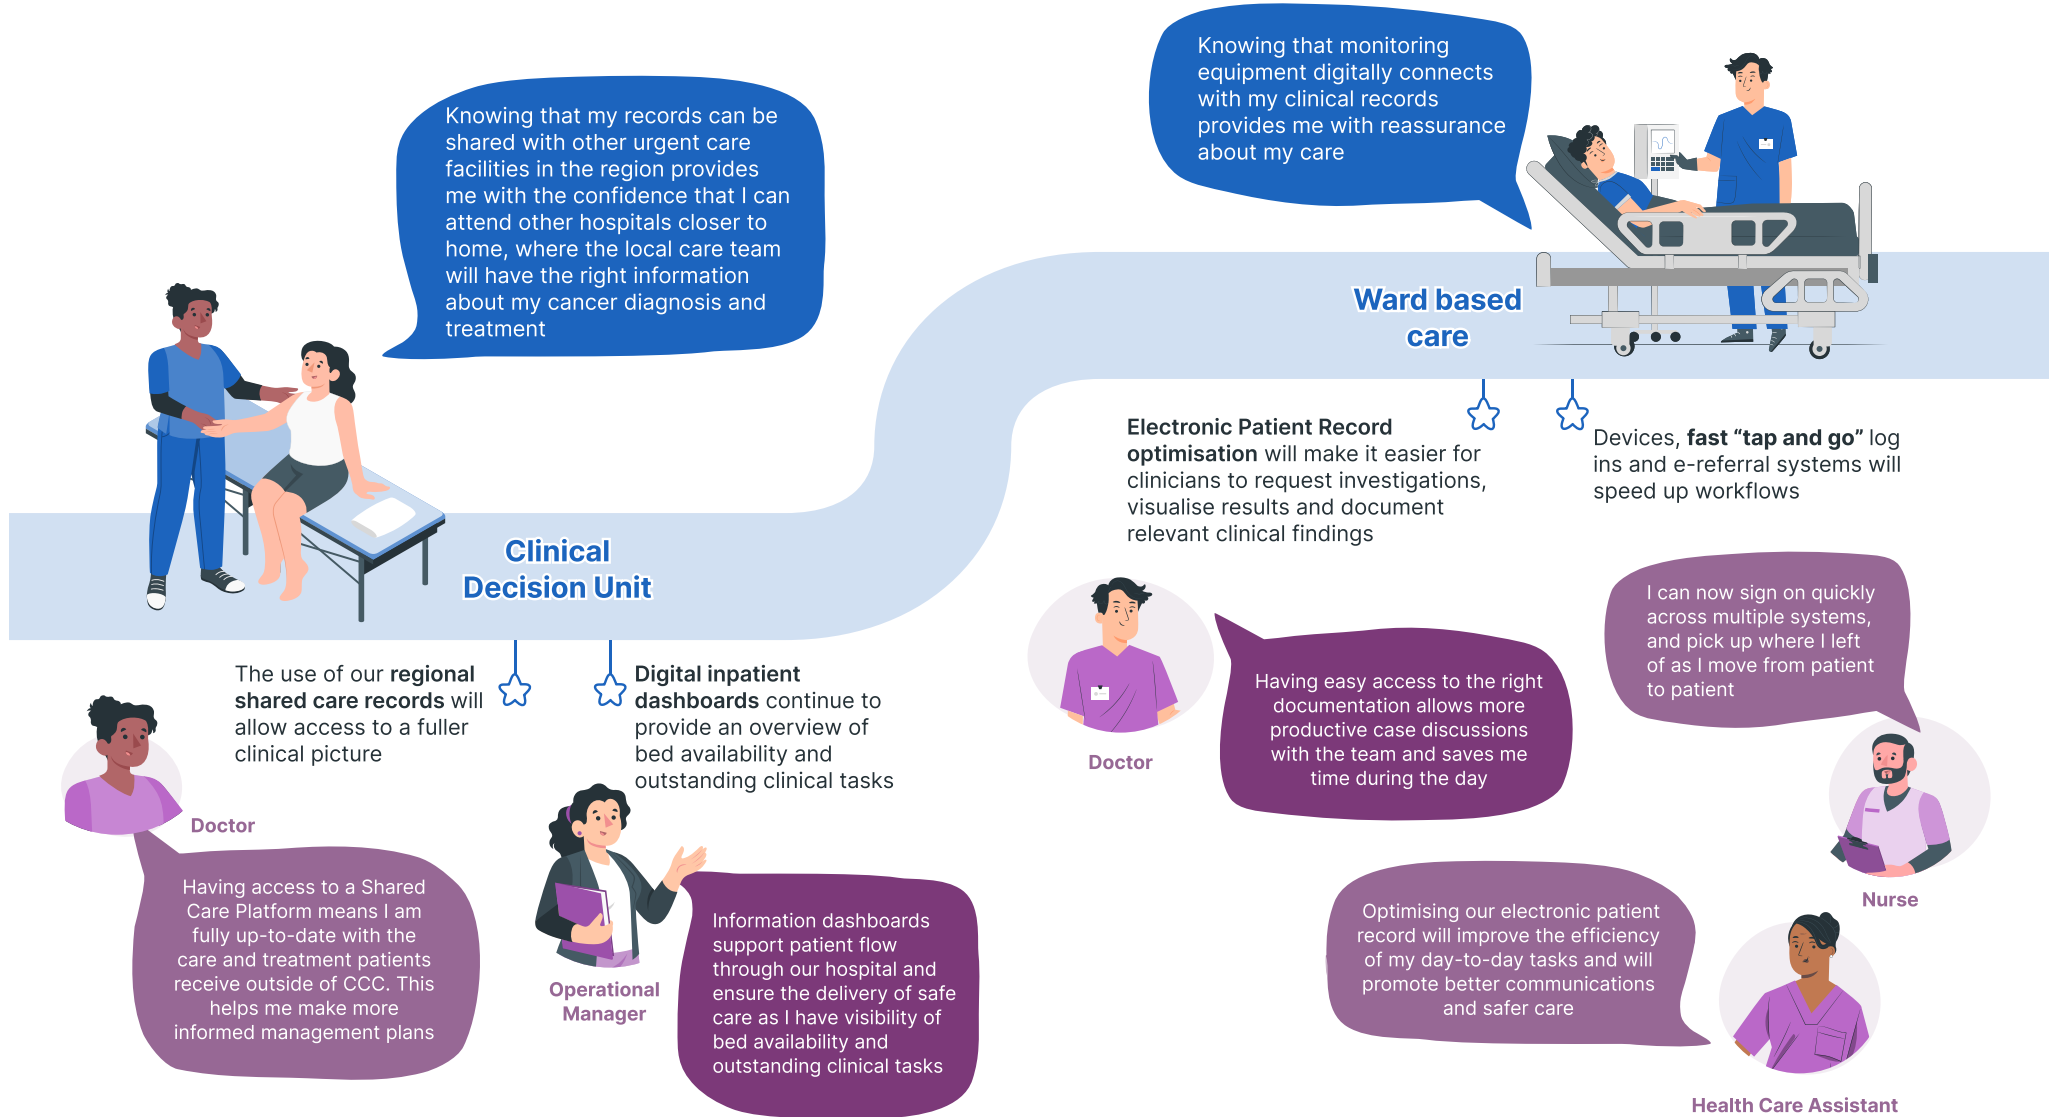 Knowing that my records can be
shared with other urgent care
facilities in the region provides
me with the confidence that I can
attend other hospitals closer to
home, where the local care team
will have the right information
about my cancer diagnosis and
treatment
Clinical
Decision Unit
The use of our regional
shared care records will
allow access to a fuller
clinical picture
Digital inpatient
dashboards continue to
provide an overview of
bed availability and
outstanding clinical tasks
Doctor
Having access to a Shared
Care Platform means I am
fully up-to-date with the
care and treatment patients
receive outside of CCC. This
helps me make more
informed management plans
Operational
Manager
Information dashboards
support patient flow
through our hospital and
ensure the delivery of safe
care as I have visibility of
bed availability and
outstanding clinical tasks
Knowing that monitoring
equipment digitally connects
with my clinical records
provides me with reassurance
about my care
Ward based
care
Electronic Patient Record
optimisation will make it easier for
clinicians to request investigations,
visualise results and document
relevant clinical findings
Devices, fast “tap and go” log
ins and e-referral systems will
speed up workflows
Doctor
Having easy access to the right
documentation allows more
productive case discussions
with the team and saves me
time during the day
I can now sign on quickly
across multiple systems,
and pick up where I left
of as I move from patient
to patient
Nurse
Optimising our electronic patient
record will improve the efficiency
of my day-to-day tasks and will
promote better communications
and safer care
Health Care Assistant